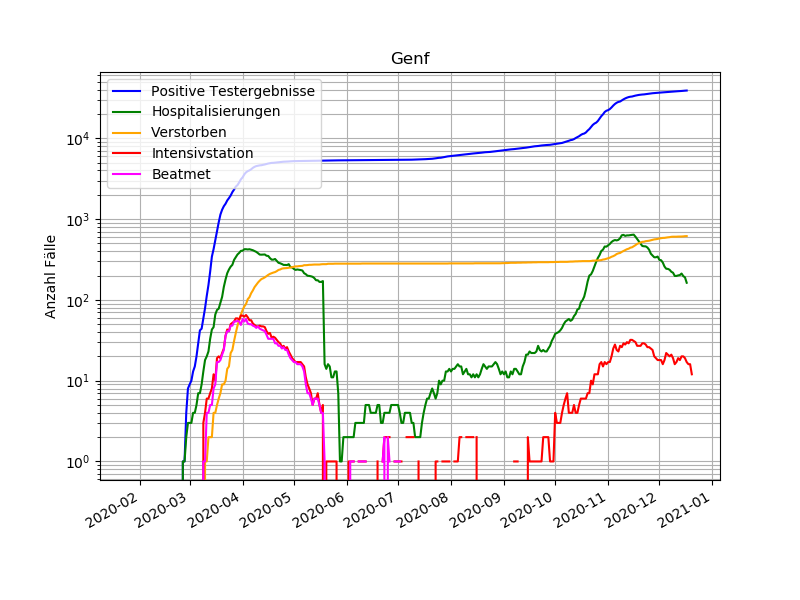 Genf
Anzahl Fälle
Positive Testergebnisse
Hospitalisierungen
Verstorben
Intensivstation
Beatmet
10^4
10^3
10^2
10^1
10^0
2020-02 2020-03 2020-04 2020-05 2020-06 2020-07 2020-08 2020-09 2020-10 2020-11 2020-12 2021-01